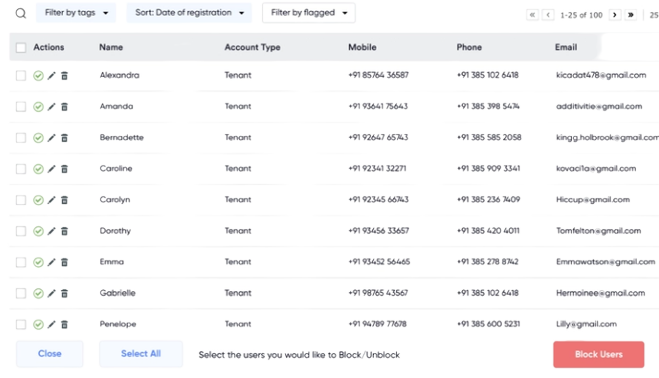 Filter by tags Sort: Date of registration Filter by flagged 1-25 of 100 25
Actions Name Account Type Mobile Phone Email
Alexandra Tenant +91 85764 36587 +91 385 102 6418 kicadat478@gmail.com
Amanda Tenant +91 93641 75643 +91 385 398 5474 additivitie@gmail.com
Bernadette Tenant +91 92647 65743 +91 385 585 2058 kingg.holbrook@gmail.com
Caroline Tenant +91 92341 32271 +91 385 909 3341 kovaci1a@gmail.com
Carolyn Tenant +91 92345 66743 +91 385 236 7409 Hiccup@gmail.com
Dorothy Tenant +91 93456 33657 +91 385 420 4011 Tomfelton@gmail.com
Emma Tenant +91 93452 56465 +91 385 278 8742 Emmawatson@gmail.com
Gabrielle Tenant +91 98765 43567 +91 385 102 6418 Hermoinee@gmail.com
Penelope Tenant +91 94789 77678 +91 385 600 5231 Lilly@gmail.com
Close Select All Select the users you would like to Block/Unblock Block Users